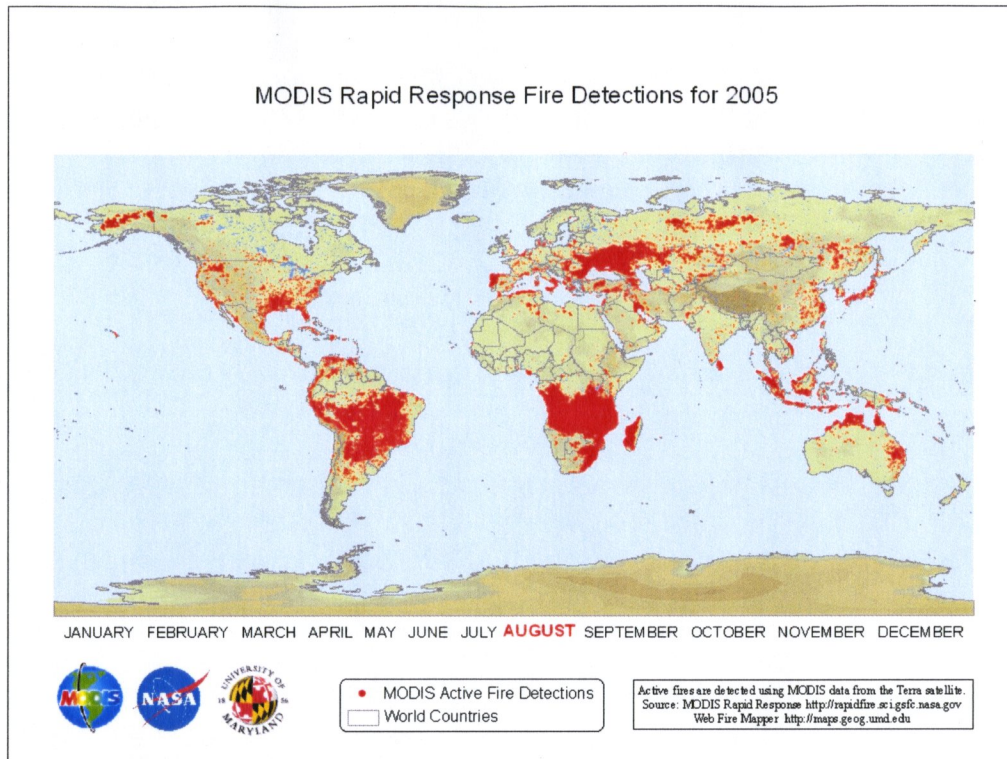 MODIS Rapid Response Fire Detections for 2005
JANUARY FEBRUARY MARCH APRIL MAY JUNE JULY AUGUST SEPTEMBER OCTOBER NOVEMBER DECEMBER
MODIS
NASA
UNIVERSITY OF
18 56
MARYLAND
MODIS Active Fire Detections
World Countries
Active fires are detected using MODIS data from the Terra satellite.
Source: MODIS Rapid Response http://rapidfire.sci.gsfc.nasa.gov
Web Fire Mapper http://maps.geog.umd.edu